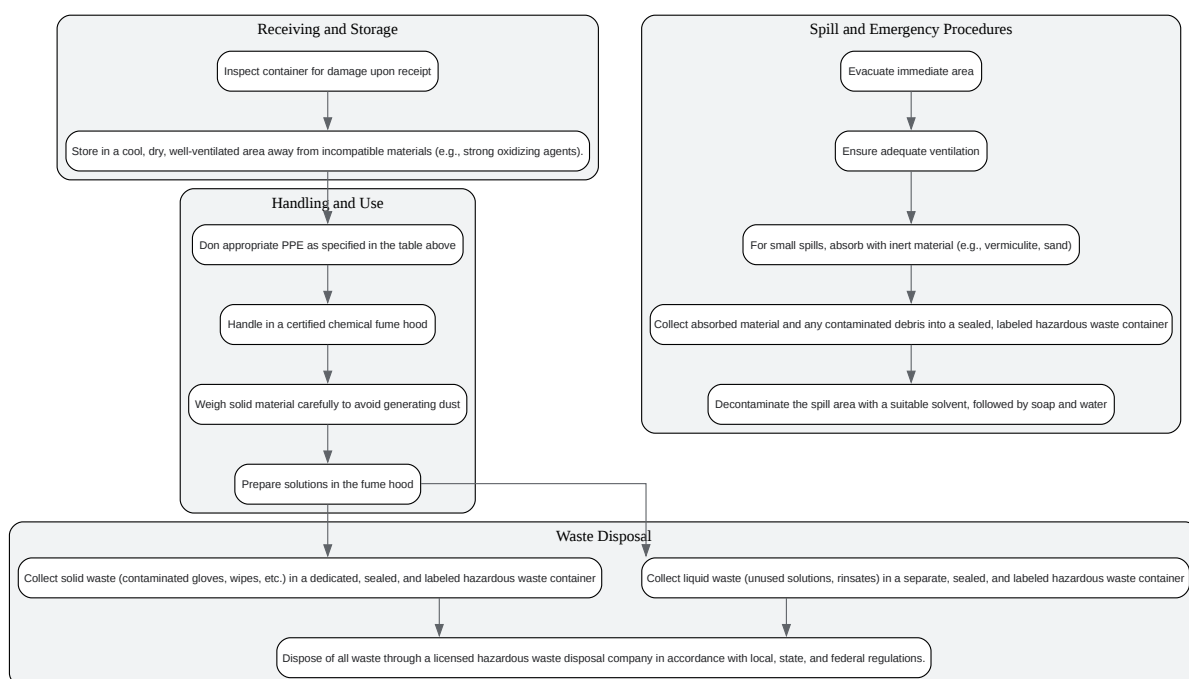 Receiving and Storage
Inspect container for damage upon receipt
Store in a cool, dry, well-ventilated area away from incompatible materials (e.g., strong oxidizing agents).
Handling and Use
Don appropriate PPE as specified in the table above
Handle in a certified chemical fume hood
Weigh solid material carefully to avoid generating dust
Prepare solutions in the fume hood
Spill and Emergency Procedures
Evacuate immediate area
Ensure adequate ventilation
For small spills, absorb with inert material (e.g., vermiculite, sand)
Collect absorbed material and any contaminated debris into a sealed, labeled hazardous waste container
Decontaminate the spill area with a suitable solvent, followed by soap and water
Waste Disposal
Collect solid waste (contaminated gloves, wipes, etc.) in a dedicated, sealed, and labeled hazardous waste container
Collect liquid waste (unused solutions, rinsates) in a separate, sealed, and labeled hazardous waste container
Dispose of all waste through a licensed hazardous waste disposal company in accordance with local, state, and federal regulations.